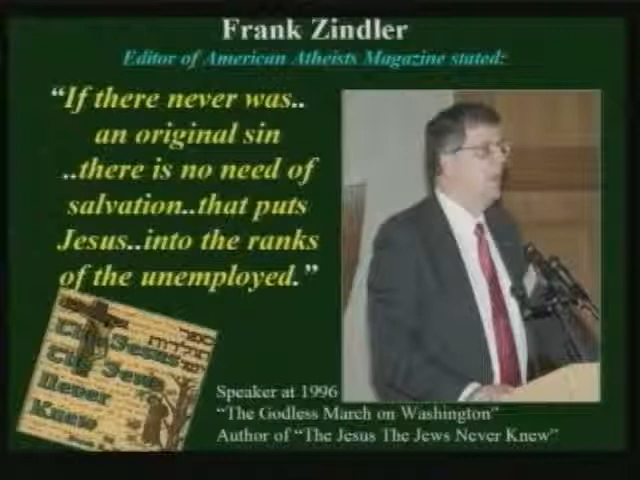 Frank Zindler
Editor of American Atheists Magazine stated:
“If there never was..
an original sin
..there is no need of
salvation..that puts
Jesus..into the ranks
of the unemployed.”
The Jesus
The Jews
Never
Knew
Speaker at 1996
“The Godless March on Washington”
Author of “The Jesus The Jews Never Knew”